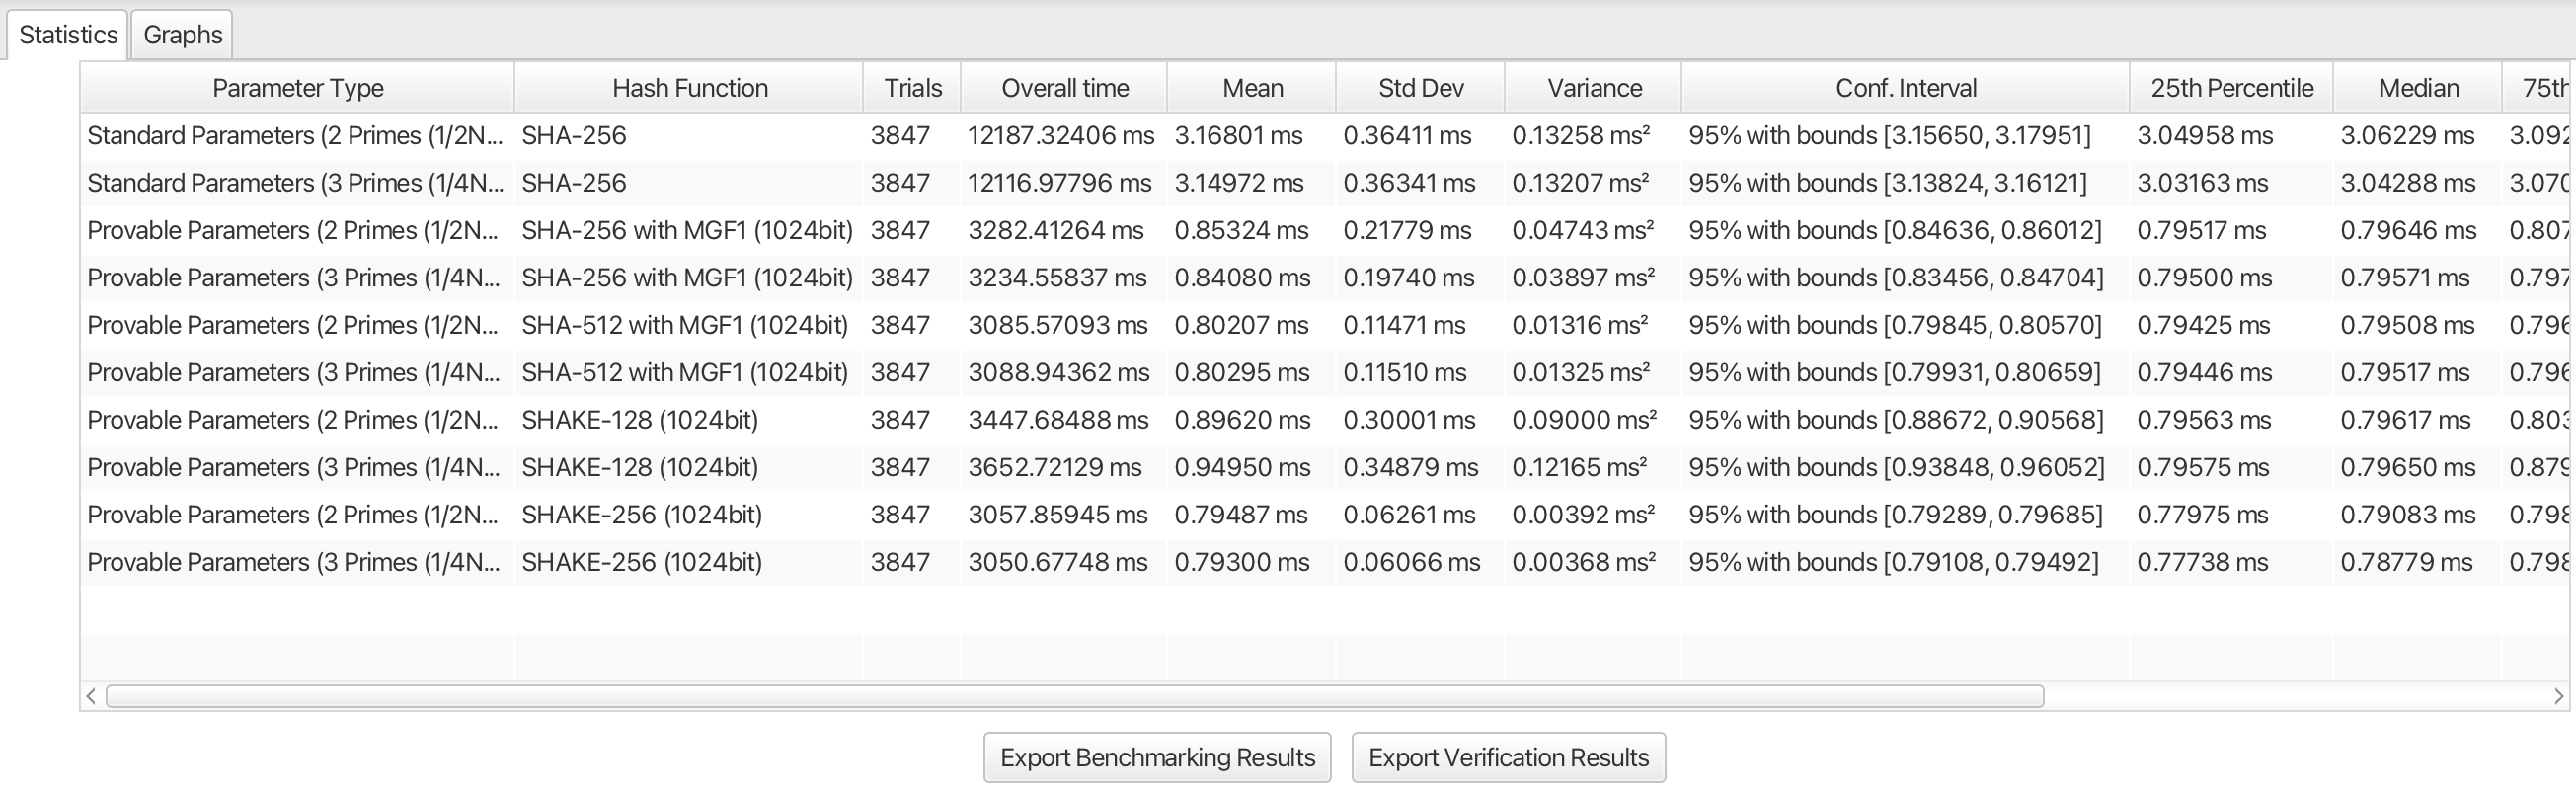 Statistics Graphs
Parameter Type Hash Function Trials Overall time Mean Std Dev Variance Conf. Interval 25th Percentile Median 75th
Standard Parameters (2 Primes (1/2N... SHA-256 3847 12187.32406 ms 3.16801 ms 0.36411 ms 0.13258 ms² 95% with bounds [3.15650, 3.17951] 3.04958 ms 3.06229 ms 3.092
Standard Parameters (3 Primes (1/4N... SHA-256 3847 12116.97796 ms 3.14972 ms 0.36341 ms 0.13207 ms² 95% with bounds [3.13824, 3.16121] 3.03163 ms 3.04288 ms 3.070
Provable Parameters (2 Primes (1/2N... SHA-256 with MGF1 (1024bit) 3847 3282.41264 ms 0.85324 ms 0.21779 ms 0.04743 ms² 95% with bounds [0.84636, 0.86012] 0.79517 ms 0.79646 ms 0.807
Provable Parameters (3 Primes (1/4N... SHA-256 with MGF1 (1024bit) 3847 3234.55837 ms 0.84080 ms 0.19740 ms 0.03897 ms² 95% with bounds [0.83456, 0.84704] 0.79500 ms 0.79571 ms 0.797
Provable Parameters (2 Primes (1/2N... SHA-512 with MGF1 (1024bit) 3847 3085.57093 ms 0.80207 ms 0.11471 ms 0.01316 ms² 95% with bounds [0.79845, 0.80570] 0.79425 ms 0.79508 ms 0.796
Provable Parameters (3 Primes (1/4N... SHA-512 with MGF1 (1024bit) 3847 3088.94362 ms 0.80295 ms 0.11510 ms 0.01325 ms² 95% with bounds [0.79931, 0.80659] 0.79446 ms 0.79517 ms 0.796
Provable Parameters (2 Primes (1/2N... SHAKE-128 (1024bit) 3847 3447.68488 ms 0.89620 ms 0.30001 ms 0.09000 ms² 95% with bounds [0.88672, 0.90568] 0.79563 ms 0.79617 ms 0.803
Provable Parameters (3 Primes (1/4N... SHAKE-128 (1024bit) 3847 3652.72129 ms 0.94950 ms 0.34879 ms 0.12165 ms² 95% with bounds [0.93848, 0.96052] 0.79575 ms 0.79650 ms 0.879
Provable Parameters (2 Primes (1/2N... SHAKE-256 (1024bit) 3847 3057.85945 ms 0.79487 ms 0.06261 ms 0.00392 ms² 95% with bounds [0.79289, 0.79685] 0.77975 ms 0.79083 ms 0.798
Provable Parameters (3 Primes (1/4N... SHAKE-256 (1024bit) 3847 3050.67748 ms 0.79300 ms 0.06066 ms 0.00368 ms² 95% with bounds [0.79108, 0.79492] 0.77738 ms 0.78779 ms 0.798
Export Benchmarking Results Export Verification Results